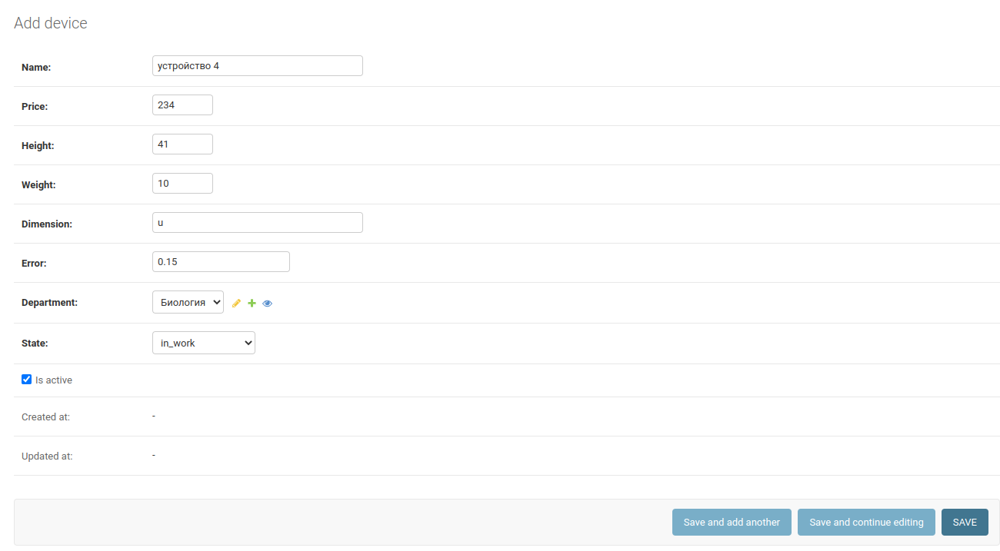 Add device
Name: устройство 4
Price: 234
Height: 41
Weight: 10
Dimension: u
Error: 0.15
Department: Биология
State: in_work
Is active
Created at: -
Updated at: -
Save and add another Save and continue editing SAVE